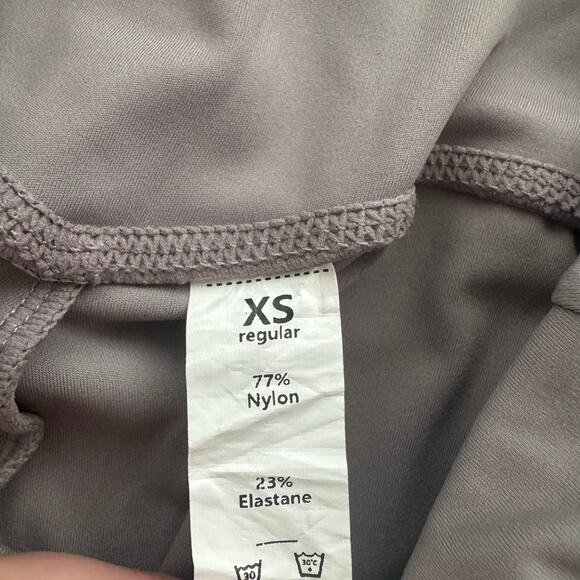 XS
regular
77%
Nylon
23%
Elastane
30 30°C